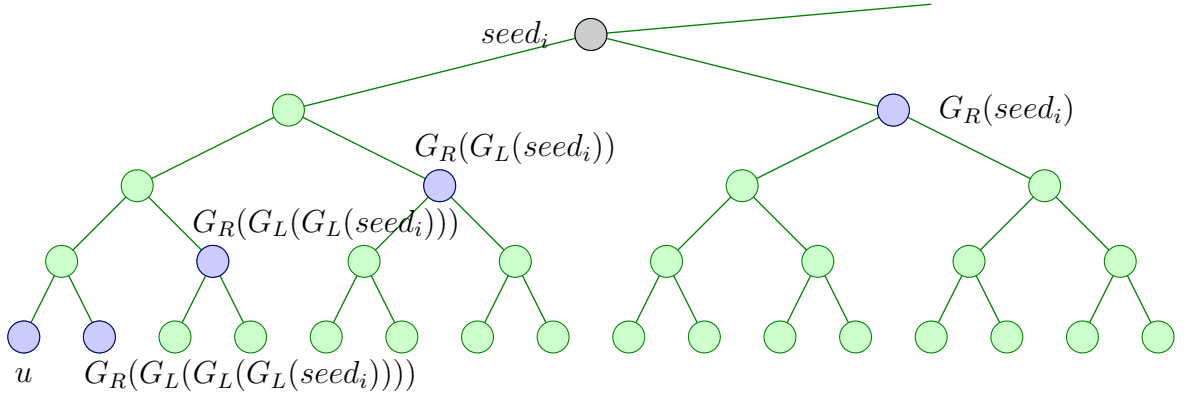 seed_i
G_R(seed_i)
G_R(G_L(seed_i))
G_R(G_L(G_L(seed_i)))
u
G_R(G_L(G_L(G_L(seed_i))))